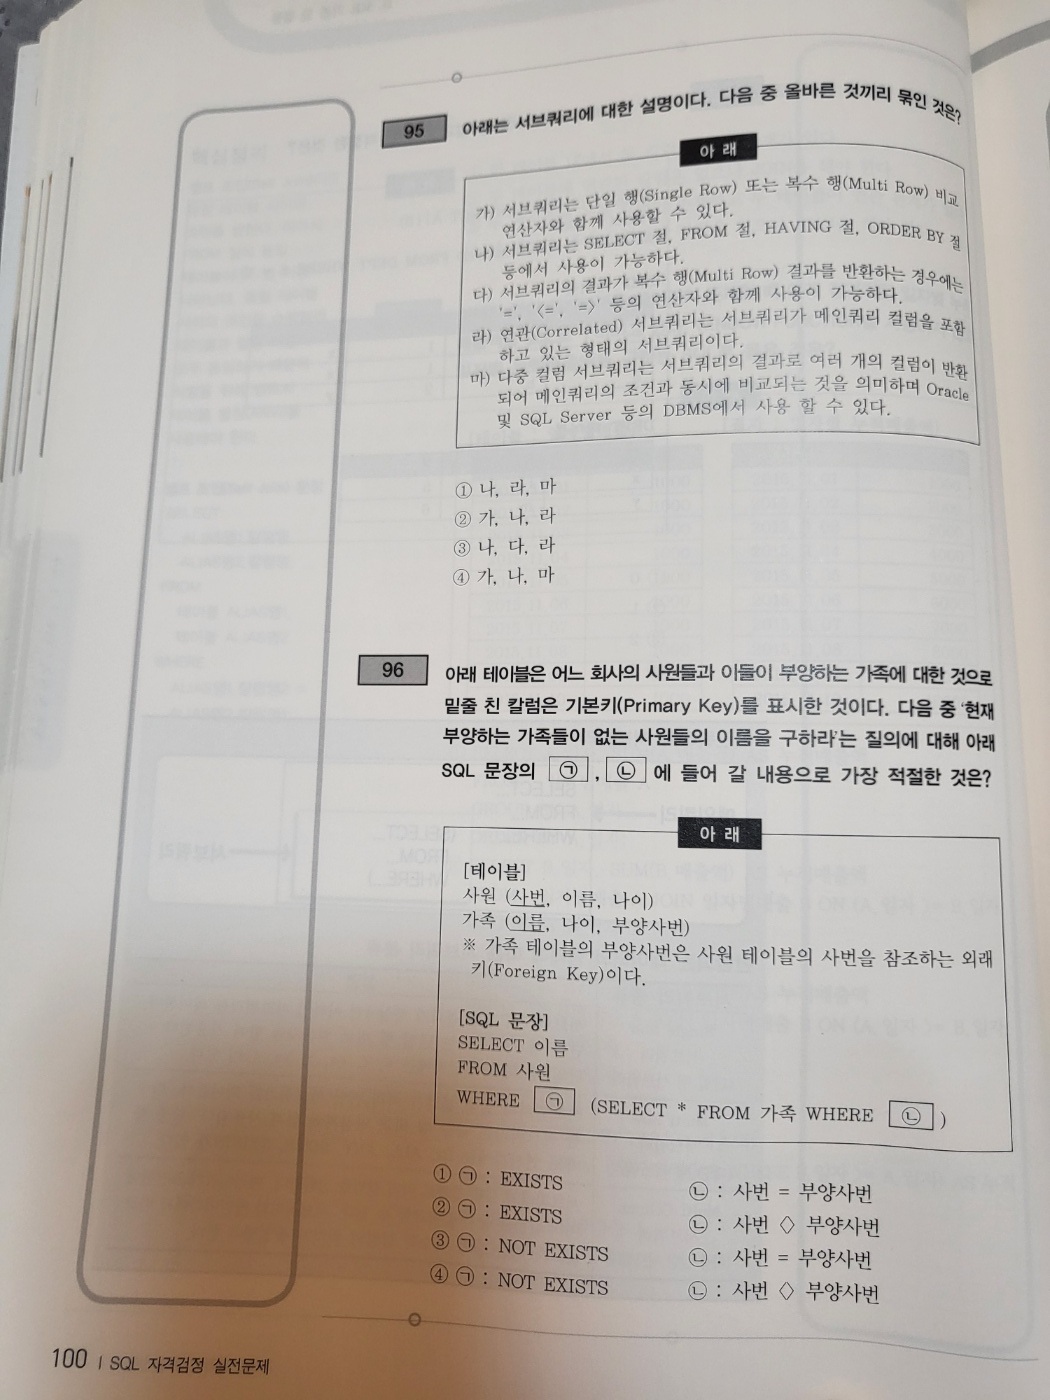 95 아래는 서브쿼리에 대한 설명이다. 다음 중 올바른 것끼리 묶인 것은?
아 래
가) 서브쿼리는 단일 행(Single Row) 또는 복수 행(Multi Row) 비교
연산자와 함께 사용할 수 있다.
나) 서브쿼리는 SELECT 절, FROM 절, HAVING 절, ORDER BY 절
등에서 사용이 가능하다.
다) 서브쿼리의 결과가 복수 행(Multi Row) 결과를 반환하는 경우에는
'=', '<=', '=>' 등의 연산자와 함께 사용이 가능하다.
라) 연관(Correlated) 서브쿼리는 서브쿼리가 메인쿼리 컬럼을 포함
하고 있는 형태의 서브쿼리이다.
마) 다중 컬럼 서브쿼리는 서브쿼리의 결과로 여러 개의 컬럼이 반환
되어 메인쿼리의 조건과 동시에 비교되는 것을 의미하며 Oracle
및 SQL Server 등의 DBMS에서 사용 할 수 있다.
① 나, 라, 마
② 가, 나, 라
③ 나, 다, 라
④ 가, 나, 마
96 아래 테이블은 어느 회사의 사원들과 이들이 부양하는 가족에 대한 것으로
밑줄 친 칼럼은 기본키(Primary Key)를 표시한 것이다. 다음 중 '현재
부양하는 가족들이 없는 사원들의 이름을 구하라'는 질의에 대해 아래
SQL 문장의 ㉠ , ㉡ 에 들어 갈 내용으로 가장 적절한 것은?
아 래
[테이블]
사원 (사번, 이름, 나이)
가족 (이름, 나이, 부양사번)
※ 가족 테이블의 부양사번은 사원 테이블의 사번을 참조하는 외래
키(Foreign Key)이다.
[SQL 문장]
SELECT 이름
FROM 사원
WHERE ㉠ (SELECT * FROM 가족 WHERE ㉡ )
① ㉠ : EXISTS ㉡ : 사번 = 부양사번
② ㉠ : EXISTS ㉡ : 사번 <> 부양사번
③ ㉠ : NOT EXISTS ㉡ : 사번 = 부양사번
④ ㉠ : NOT EXISTS ㉡ : 사번 <> 부양사번
100 | SQL 자격검정 실전문제